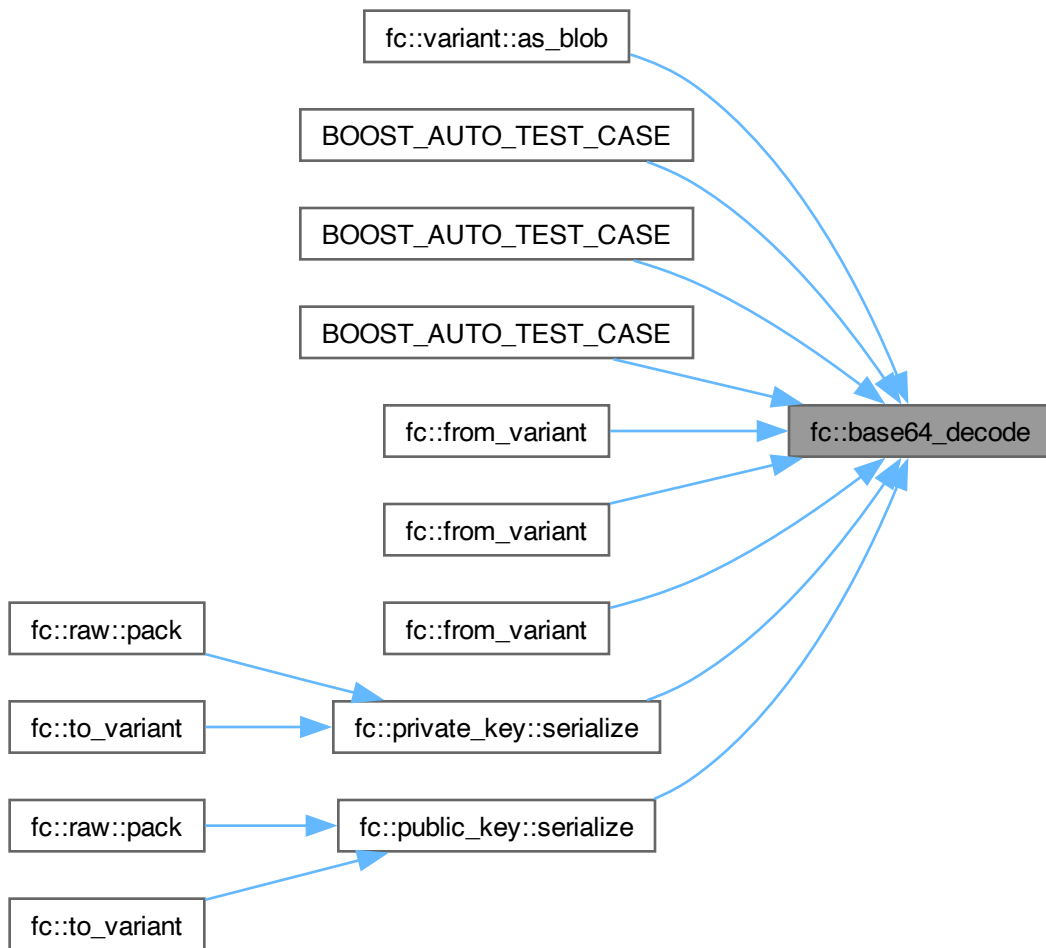 fc::variant::as_blob
BOOST_AUTO_TEST_CASE
BOOST_AUTO_TEST_CASE
BOOST_AUTO_TEST_CASE
fc::from_variant
fc::base64_decode
fc::from_variant
fc::from_variant
fc::raw::pack
fc::to_variant
fc::private_key::serialize
fc::raw::pack
fc::public_key::serialize
fc::to_variant